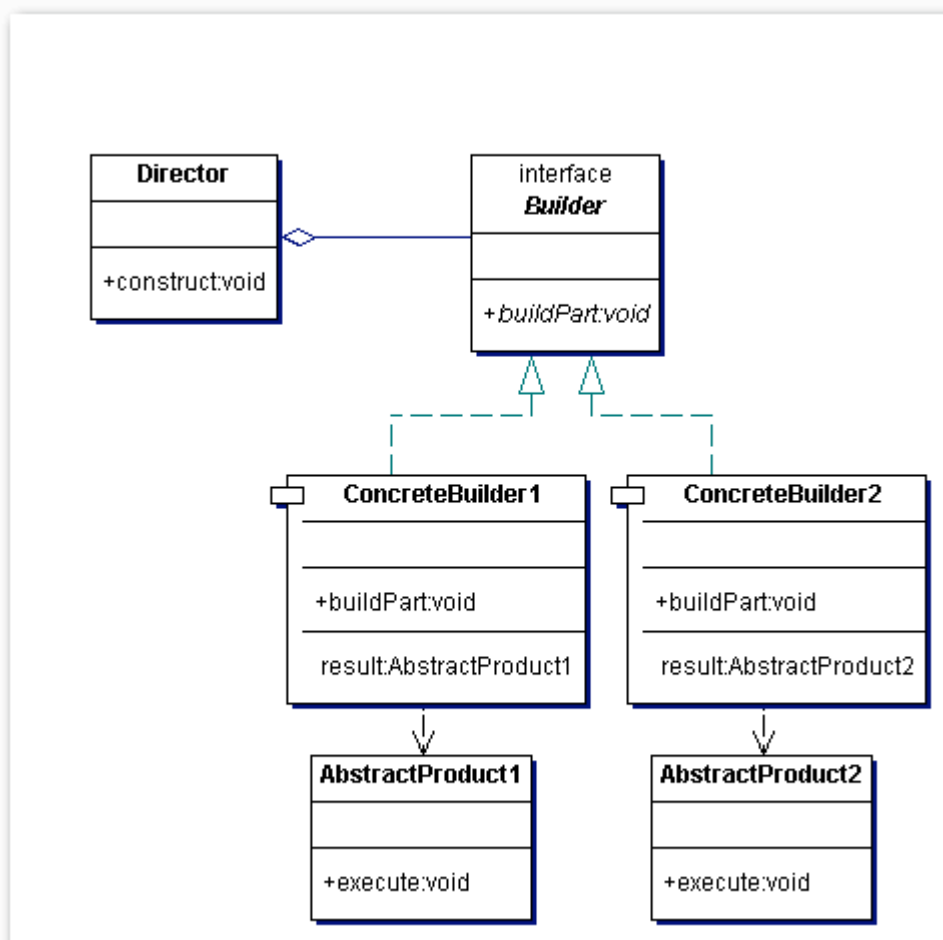 Director
+construct:void
interface
Builder
+buildPart:void
ConcreteBuilder1
+buildPart:void
result:AbstractProduct1
ConcreteBuilder2
+buildPart:void
result:AbstractProduct2
AbstractProduct1
+execute:void
AbstractProduct2
+execute:void